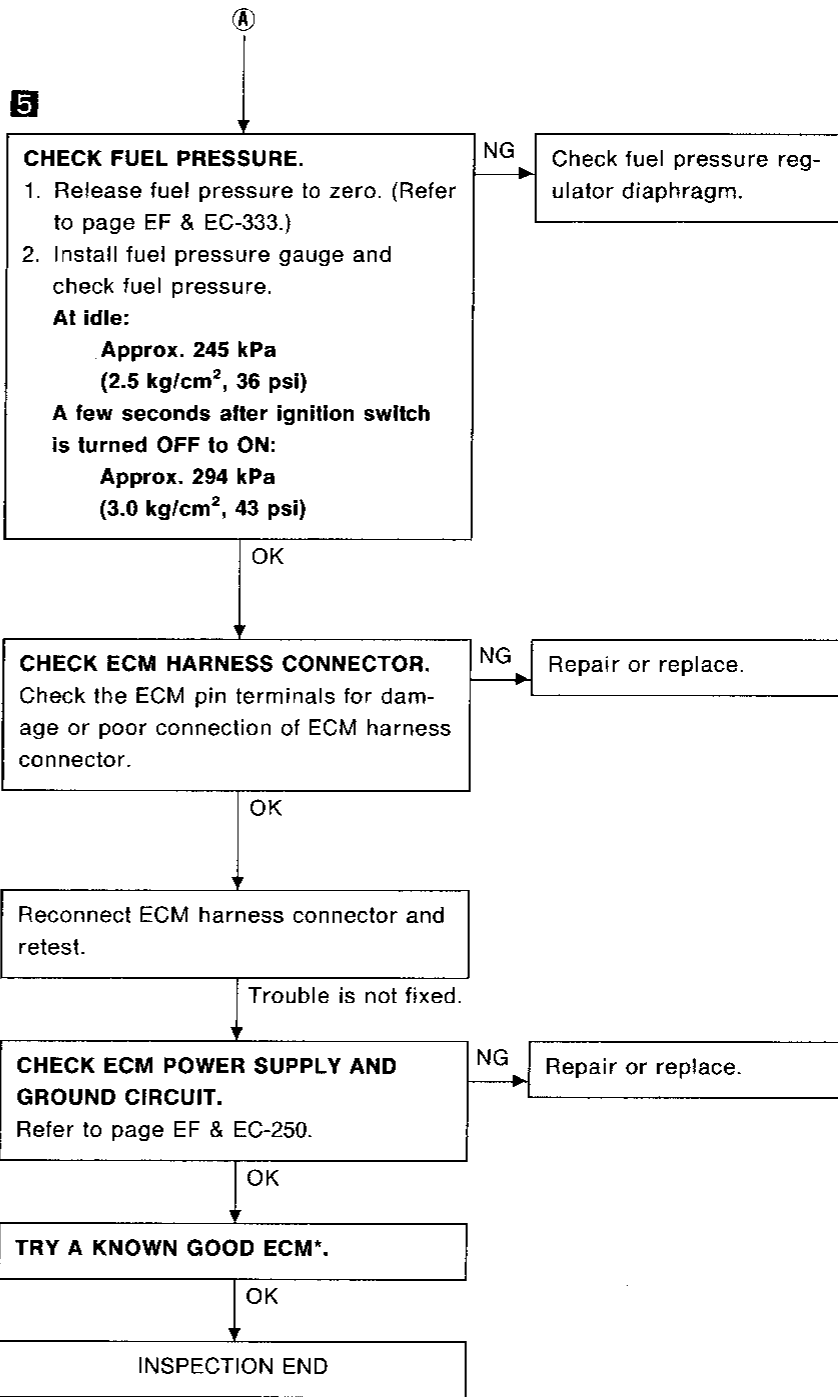 A
5
CHECK FUEL PRESSURE.
1. Release fuel pressure to zero. (Refer
to page EF & EC-333.)
2. Install fuel pressure gauge and
check fuel pressure.
At idle:
Approx. 245 kPa
(2.5 kg/cm², 36 psi)
A few seconds after ignition switch
is turned OFF to ON:
Approx. 294 kPa
(3.0 kg/cm², 43 psi)
NG
Check fuel pressure reg-
ulator diaphragm.
OK
CHECK ECM HARNESS CONNECTOR.
Check the ECM pin terminals for dam-
age or poor connection of ECM harness
connector.
NG
Repair or replace.
OK
Reconnect ECM harness connector and
retest.
Trouble is not fixed.
CHECK ECM POWER SUPPLY AND
GROUND CIRCUIT.
Refer to page EF & EC-250.
NG
Repair or replace.
OK
TRY A KNOWN GOOD ECM*.
OK
INSPECTION END